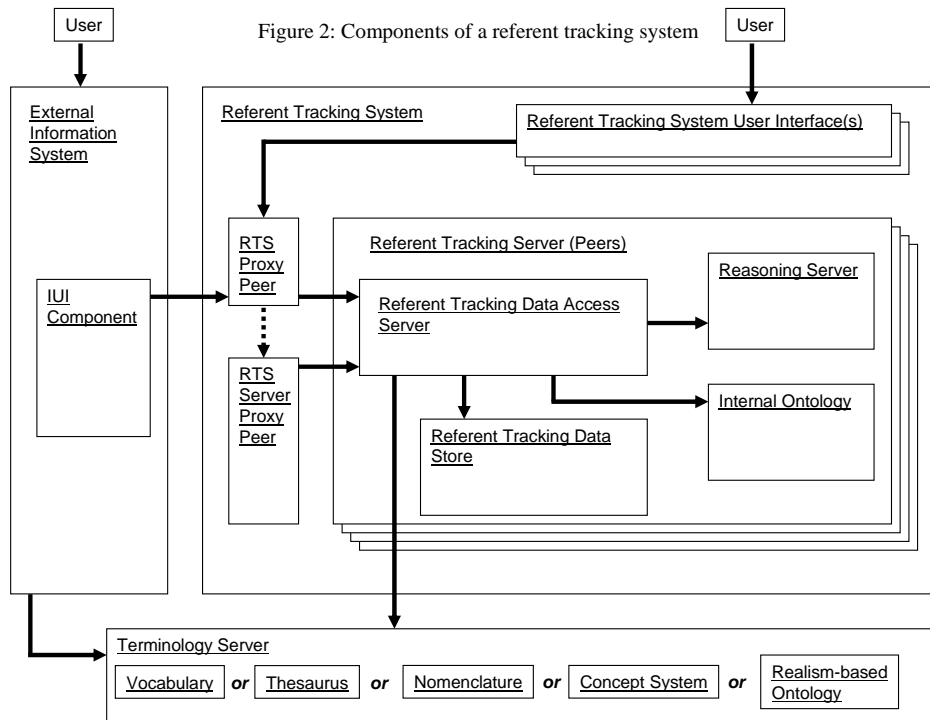 User
Figure 2: Components of a referent tracking system
User
External
Information
System
Referent Tracking System
Referent Tracking System User Interface(s)
RTS
Proxy
Peer
Referent Tracking Server (Peers)
Reasoning Server
IUI
Component
Referent Tracking Data Access
Server
RTS
Server
Proxy
Peer
Internal Ontology
Referent Tracking Data
Store
Terminology Server
Vocabulary or Thesaurus or Nomenclature or Concept System or Realism-based
Ontology